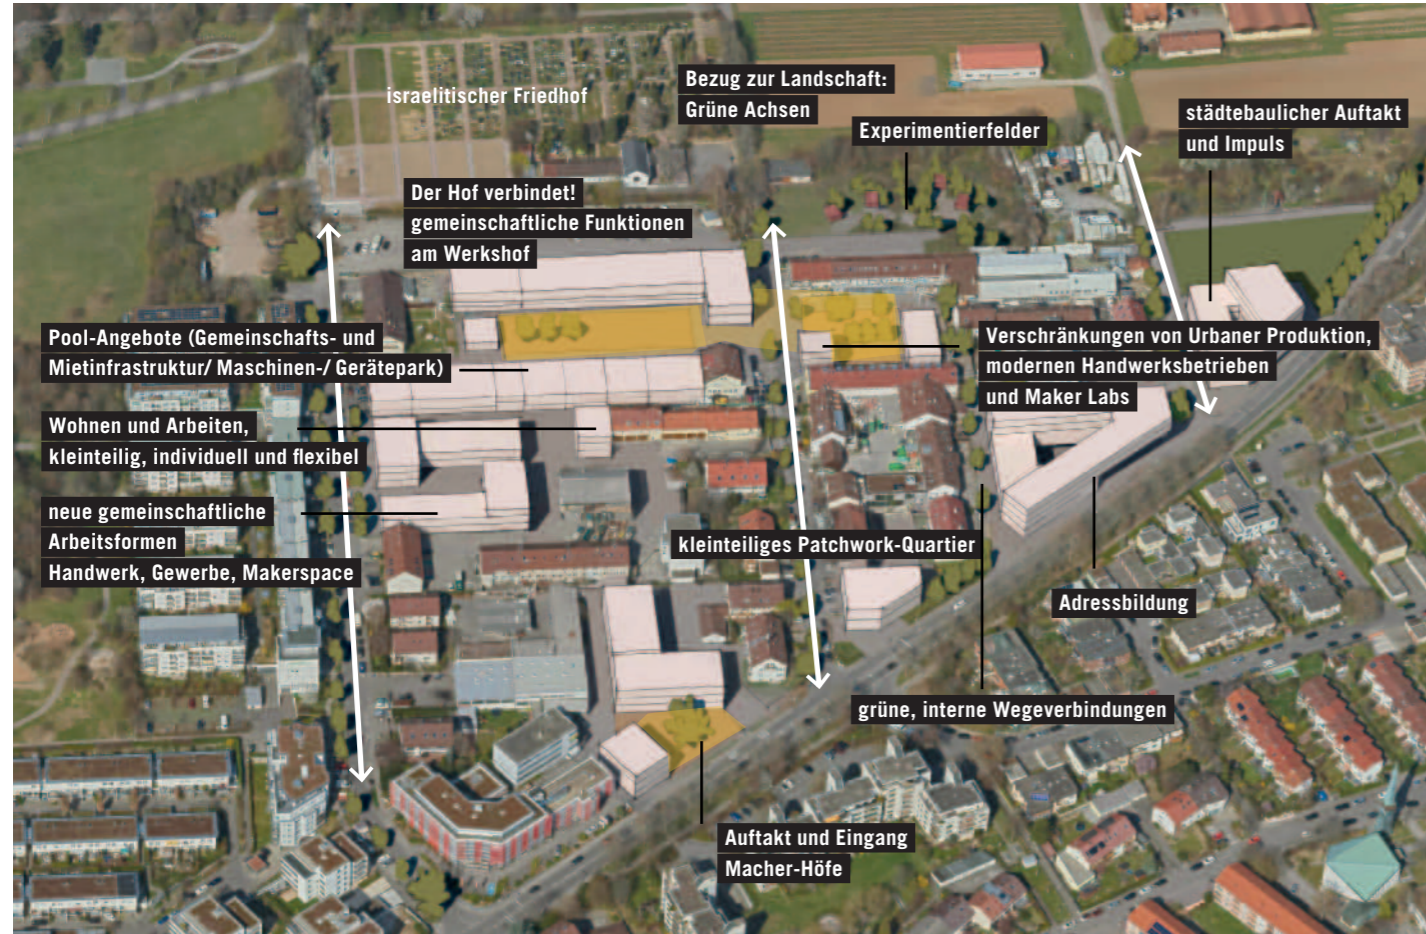 israelitischer Friedhof
Bezug zur Landschaft:
Grüne Achsen
Experimentierfelder
städtebaulicher Auftakt
und Impuls
Der Hof verbindet!
gemeinschaftliche Funktionen
am Werkshof
Pool-Angebote (Gemeinschafts- und
Mietinfrastruktur/ Maschinen-/ Gerätepark)
Verschränkungen von Urbaner Produktion,
modernen Handwerksbetrieben
und Maker Labs
Wohnen und Arbeiten,
kleinteilig, individuell und flexibel
neue gemeinschaftliche
Arbeitsformen
Handwerk, Gewerbe, Makerspace
kleinteiliges Patchwork-Quartier
Adressbildung
grüne, interne Wegeverbindungen
Auftakt und Eingang
Macher-Höfe